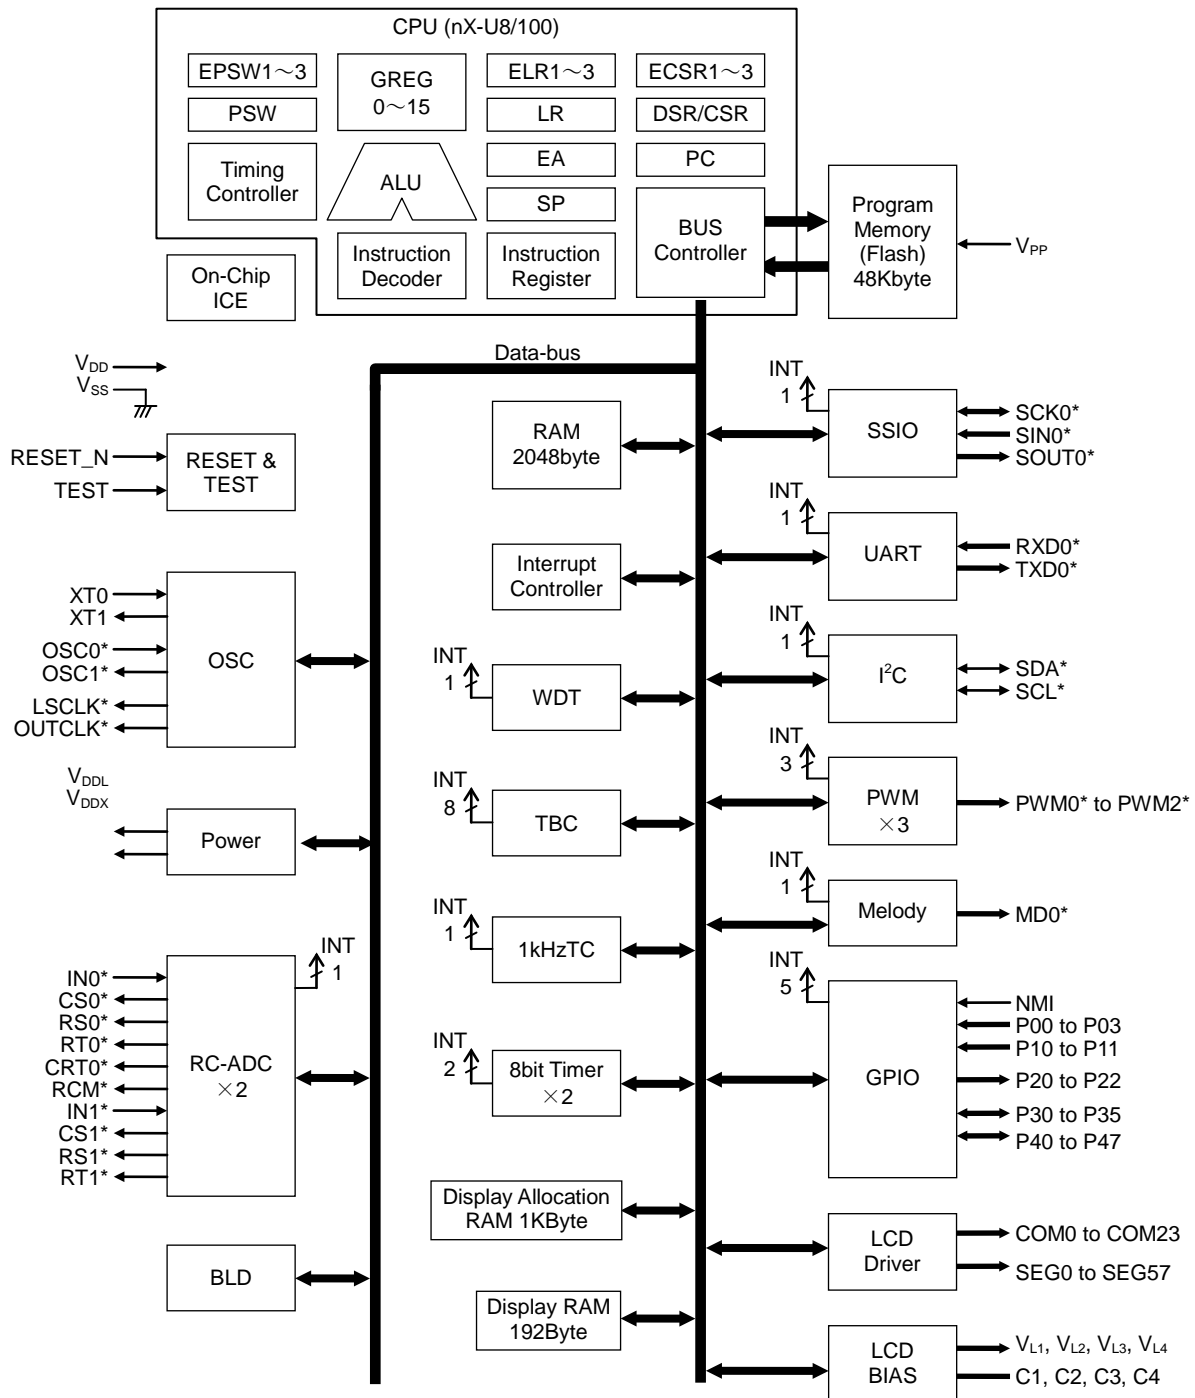 CPU (nX-U8/100)
EPSW1～3
GREG
0～15
ELR1～3
ECSR1～3
PSW
LR
DSR/CSR
Timing
Controller
ALU
EA
PC
SP
BUS
Controller
Instruction
Decoder
Instruction
Register
On-Chip
ICE
Program
Memory
(Flash)
48Kbyte
VPP
Data-bus
VDD
VSS
RESET_N
TEST
RESET &
TEST
XT0
XT1
OSC0*
OSC1*
LSCLK*
OUTCLK*
OSC
VDDL
VDDX
Power
IN0*
CS0*
RS0*
RT0*
CRT0*
RCM*
IN1*
CS1*
RS1*
RT1*
RC-ADC
×2
INT
1
BLD
RAM
2048byte
Interrupt
Controller
INT
1
WDT
INT
8
TBC
INT
1
1kHzTC
INT
2
8bit Timer
×2
Display Allocation
RAM 1KByte
Display RAM
192Byte
INT
1
SSIO
SCK0*
SIN0*
SOUT0*
INT
1
UART
RXD0*
TXD0*
INT
1
I²C
SDA*
SCL*
INT
3
PWM
×3
PWM0* to PWM2*
INT
1
Melody
MD0*
INT
5
GPIO
NMI
P00 to P03
P10 to P11
P20 to P22
P30 to P35
P40 to P47
LCD
Driver
COM0 to COM23
SEG0 to SEG57
LCD
BIAS
VL1, VL2, VL3, VL4
C1, C2, C3, C4